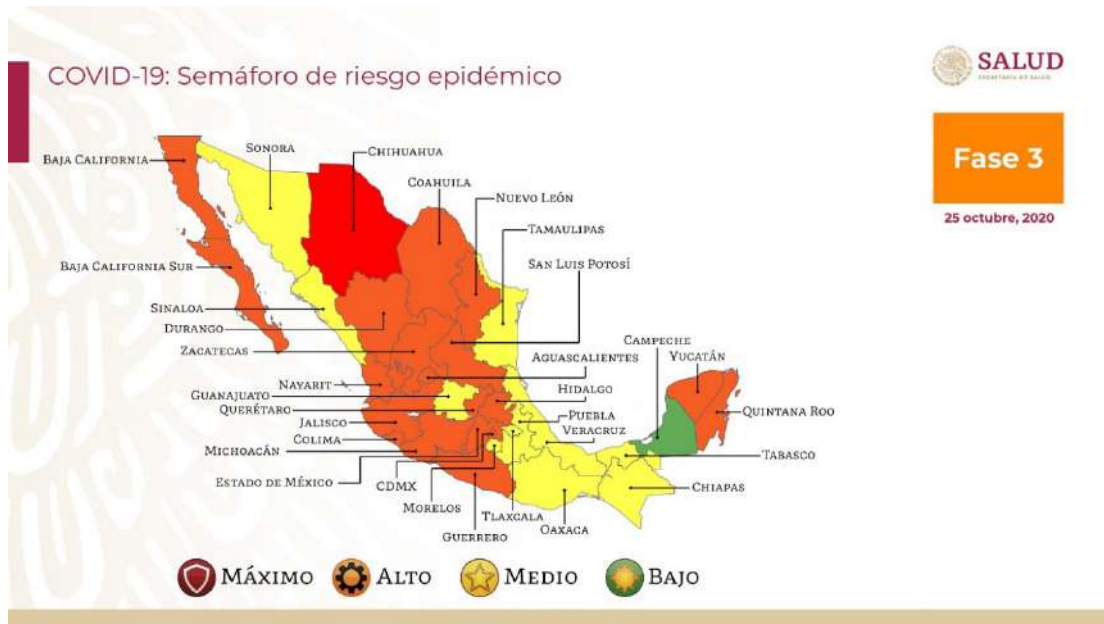 COVID-19: Semáforo de riesgo epidémico
SALUD
SECRETARÍA DE SALUD
Fase 3
25 octubre, 2020
BAJA CALIFORNIA
SONORA
CHIHUAHUA
COAHUILA
NUEVO LEÓN
TAMAULIPAS
SAN LUIS POTOSÍ
BAJA CALIFORNIA SUR
SINALOA
DURANGO
ZACATECAS
AGUASCALIENTES
CAMPECHE
YUCATÁN
NAYARIT
GUANAJUATO
QUERÉTARO
HIDALGO
JALISCO
COLIMA
MICHOACÁN
PUEBLA
VERACRUZ
QUINTANA ROO
TABASCO
ESTADO DE MÉXICO
CDMX
MORELOS
TLAXCALA
GUERRERO
OAXACA
CHIAPAS
MÁXIMO
ALTO
MEDIO
BAJO